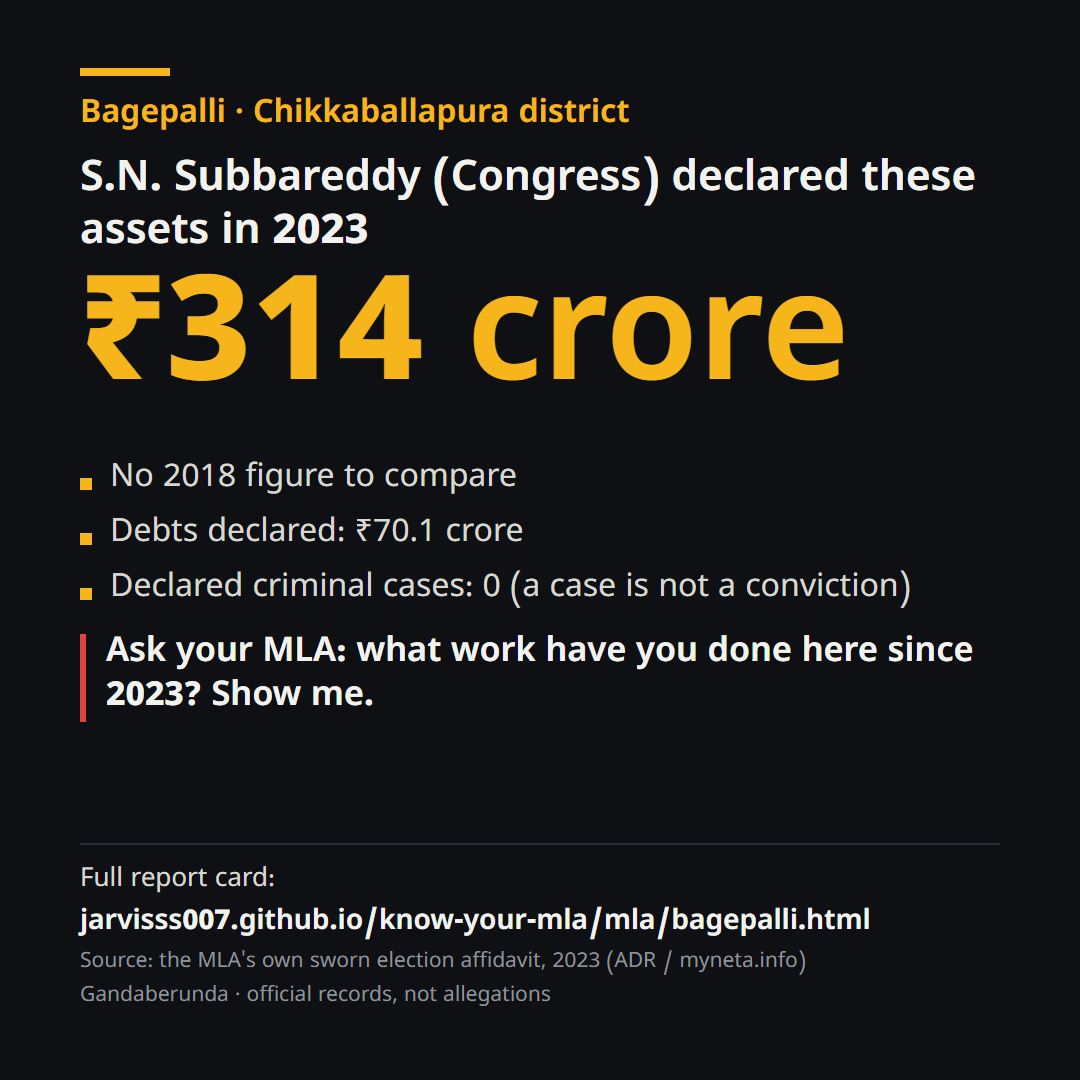 Bagepalli · Chikkaballapura district
S.N. Subbareddy (Congress) declared these
assets in 2023
₹314 crore
No 2018 figure to compare
Debts declared: ₹70.1 crore
Declared criminal cases: 0 (a case is not a conviction)
Ask your MLA: what work have you done here since
2023? Show me.
Full report card:
jarvisss007.github.io/know-your-mla/mla/bagepalli.html
Source: the MLA's own sworn election affidavit, 2023 (ADR / myneta.info)
Gandaberunda · official records, not allegations